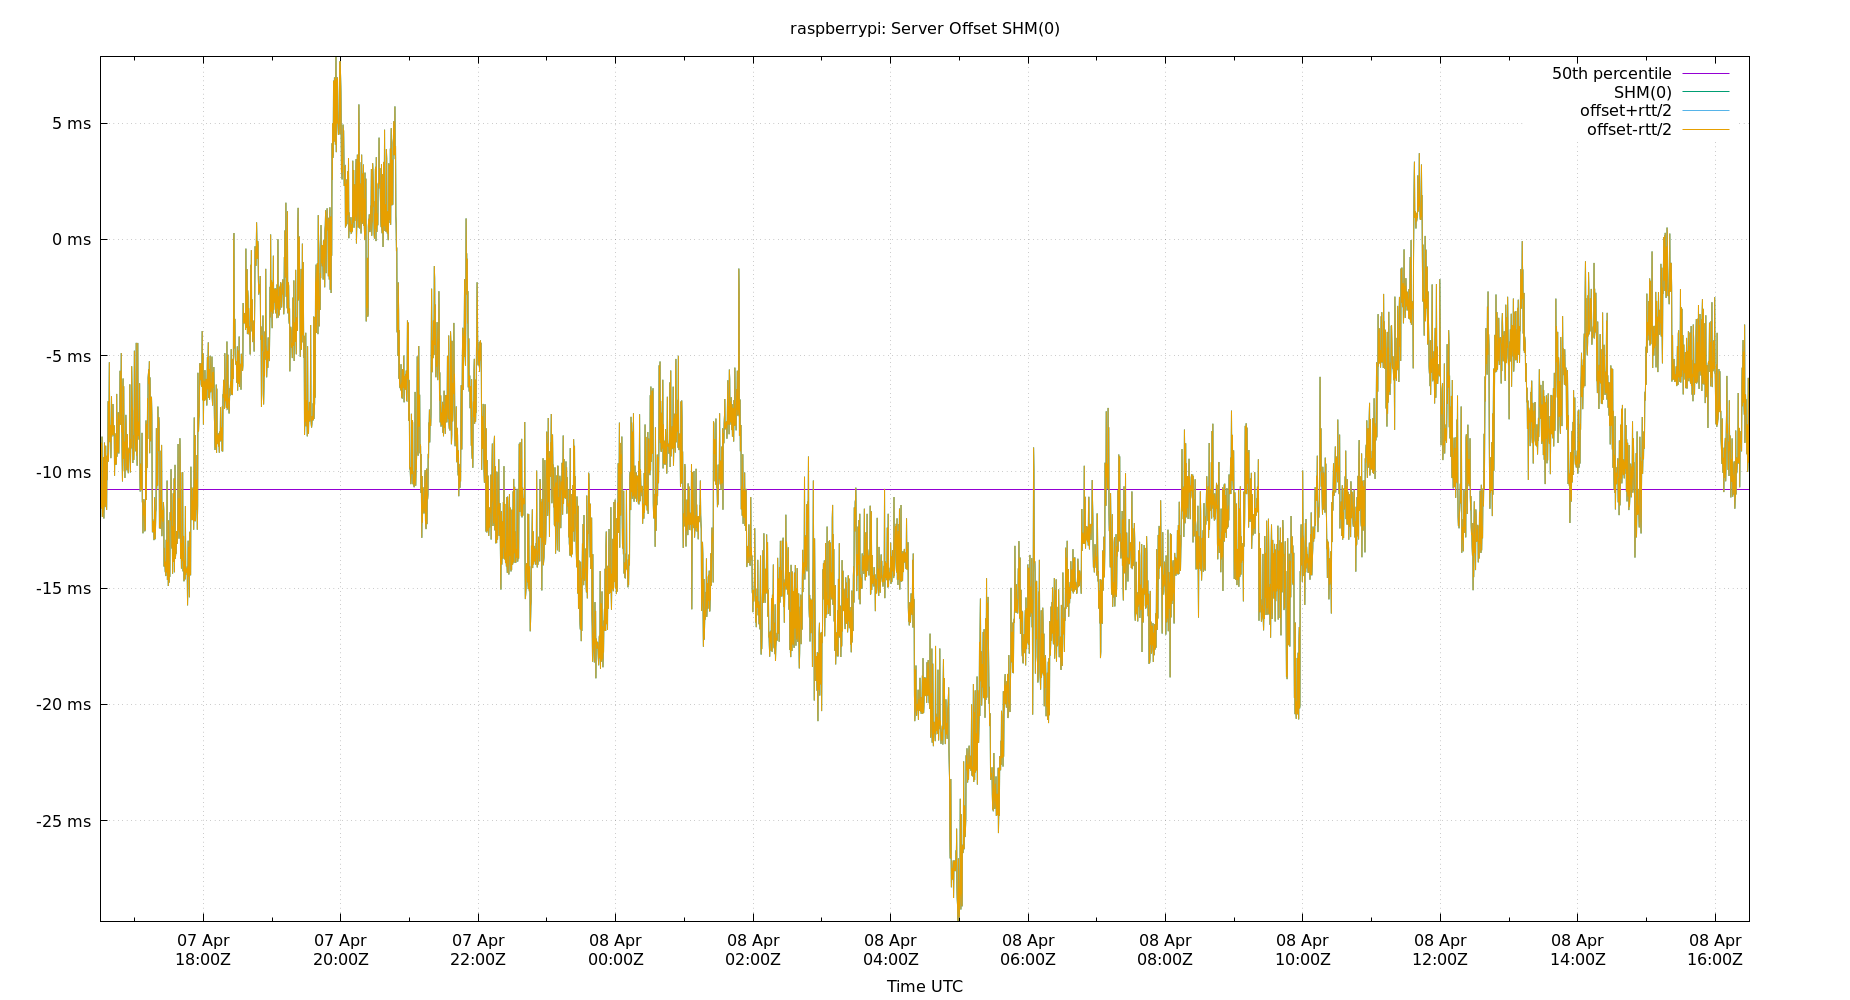 raspberrypi: Server Offset SHM(0)
50th percentile
SHM(0)
offset+rtt/2
offset-rtt/2
5 ms
0 ms
-5 ms
-10 ms
-15 ms
-20 ms
-25 ms
07 Apr 07 Apr 07 Apr 08 Apr 08 Apr 08 Apr 08 Apr 08 Apr 08 Apr 08 Apr 08 Apr 08 Apr
18:00Z 20:00Z 22:00Z 00:00Z 02:00Z 04:00Z 06:00Z 08:00Z 10:00Z 12:00Z 14:00Z 16:00Z
Time UTC